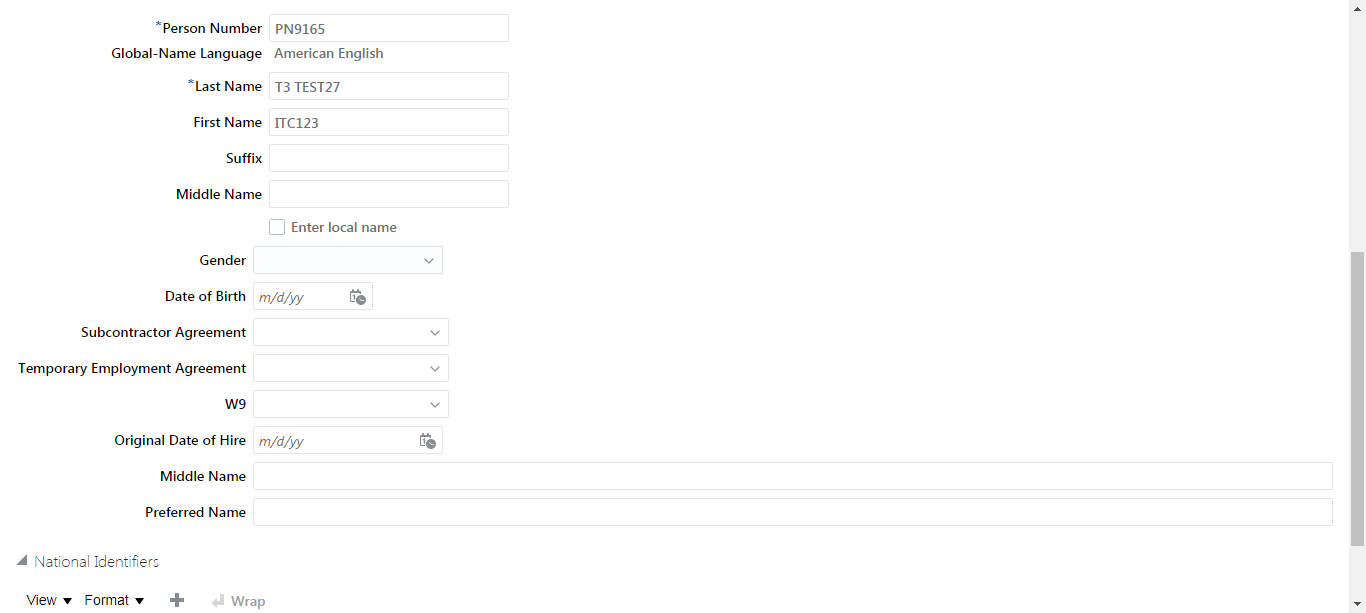 *Person Number PN9165
Global-Name Language American English
*Last Name T3 TEST27
First Name ITC123
Suffix
Middle Name
Enter local name
Gender
Date of Birth m/d/yy
Subcontractor Agreement
Temporary Employment Agreement
W9
Original Date of Hire m/d/yy
Middle Name
Preferred Name
National Identifiers
View Format Wrap